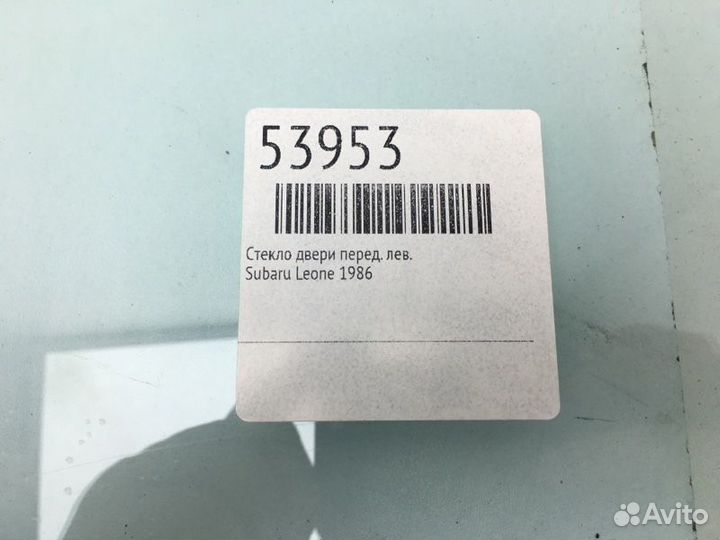 53953
Стекло двери перед. лев.
Subaru Leone 1986
Avito